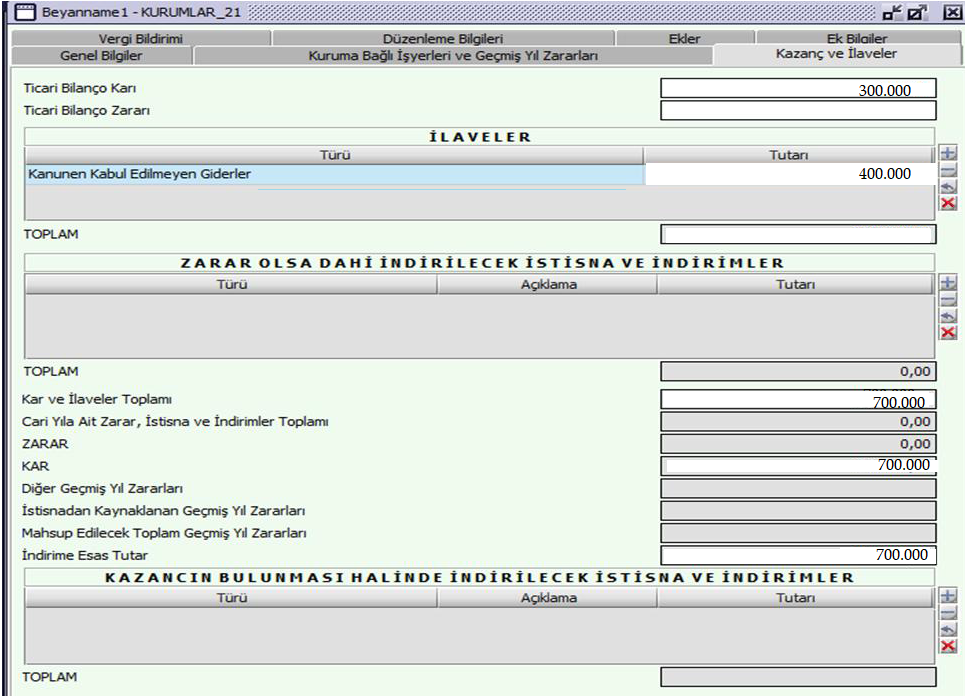 Beyanname1 - KURUMLAR_21
Vergi Bildirimi Düzenleme Bilgileri Ekler Ek Bilgiler
Genel Bilgiler Kuruma Bağlı İşyerleri ve Geçmiş Yıl Zararları Kazanç ve İlaveler
Ticari Bilanço Karı 300.000
Ticari Bilanço Zararı
İLAVELER
Türü Tutarı
Kanunen Kabul Edilmeyen Giderler 400.000
TOPLAM
ZARAR OLSA DAHİ İNDİRİLECEK İSTİSNA VE İNDİRİMLER
Türü Açıklama Tutarı
TOPLAM 0,00
Kar ve İlaveler Toplamı 700.000
Cari Yıla Ait Zarar, İstisna ve İndirimler Toplamı 0,00
ZARAR 0,00
KAR 700.000
Diğer Geçmiş Yıl Zararları
İstisnadan Kaynaklanan Geçmiş Yıl Zararları
Mahsup Edilecek Toplam Geçmiş Yıl Zararları
İndirime Esas Tutar 700.000
KAZANCIN BULUNMASI HALİNDE İNDİRİLECEK İSTİSNA VE İNDİRİMLER
Türü Açıklama Tutarı
TOPLAM